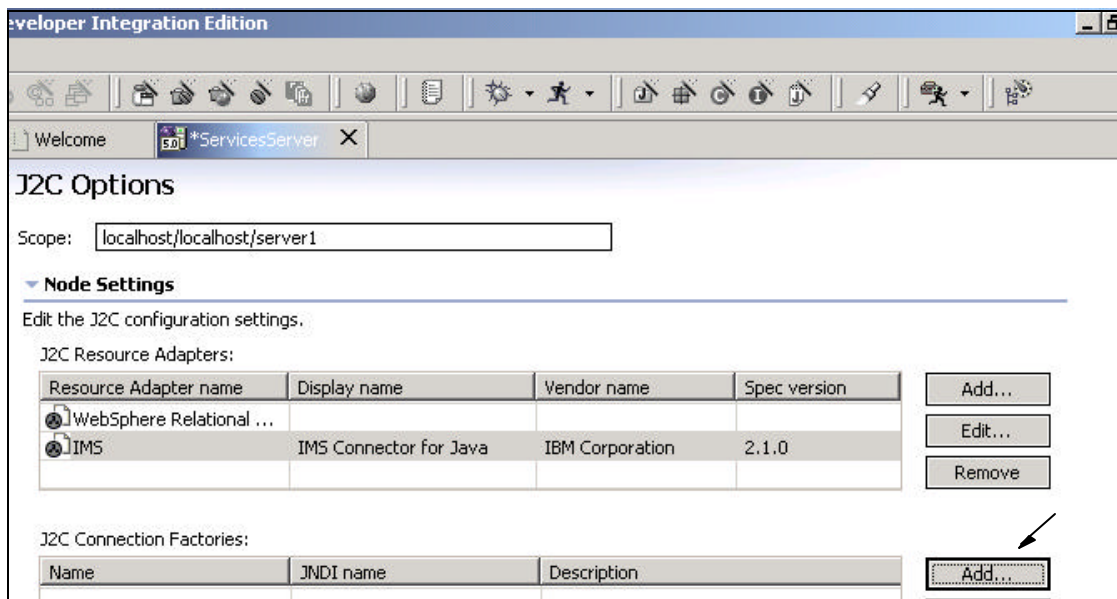 eveloper Integration Edition
Welcome
5.0 *ServicesServer X
J2C Options
Scope: localhost/localhost/server1
Node Settings
Edit the J2C configuration settings.
J2C Resource Adapters:
Resource Adapter name Display name Vendor name Spec version Add...
WebSphere Relational ...
Edit...
IMS IMS Connector for Java IBM Corporation 2.1.0
Remove
J2C Connection Factories:
Name JNDI name Description Add...